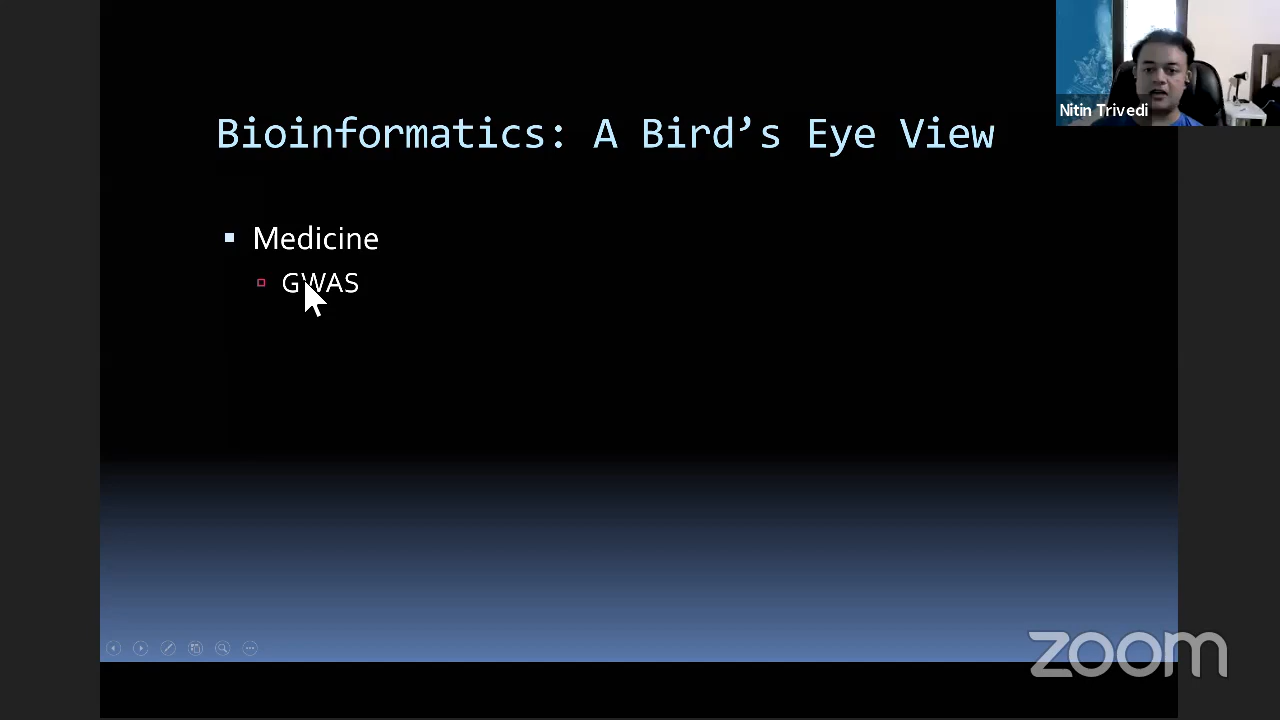 Bioinformatics: A Bird’s Eye View
Nitin Trivedi
Medicine
GWAS
zoom